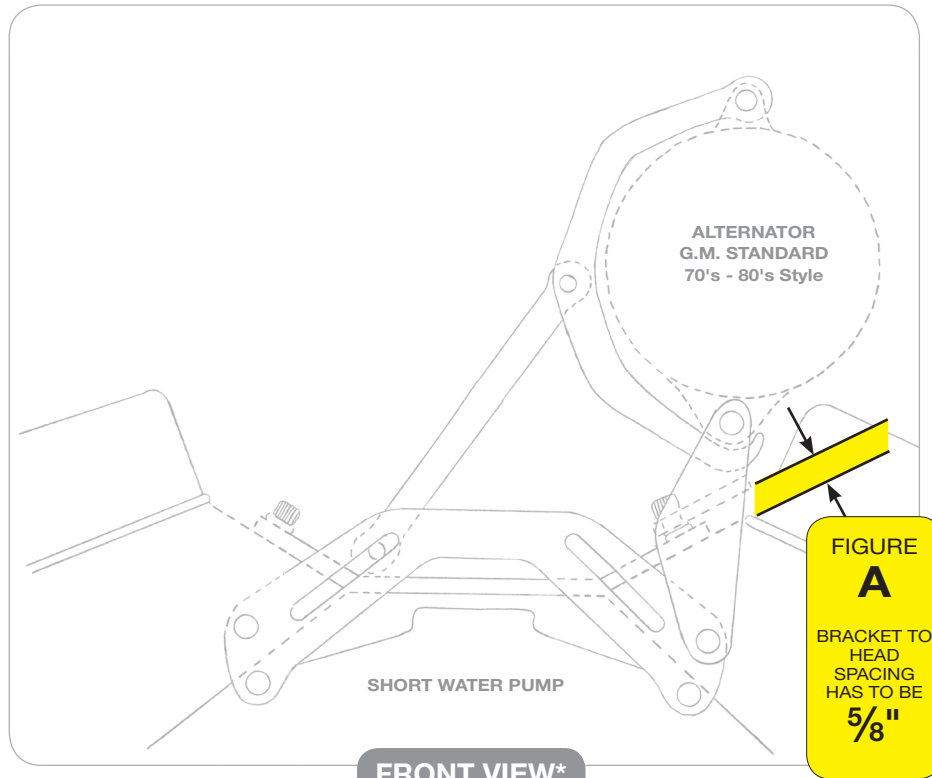 ALTERNATOR
G.M. STANDARD
70's - 80's Style
FIGURE
A
BRACKET TO
HEAD
SPACING
HAS TO BE
5/8"
SHORT WATER PUMP
FRONT VIEW*